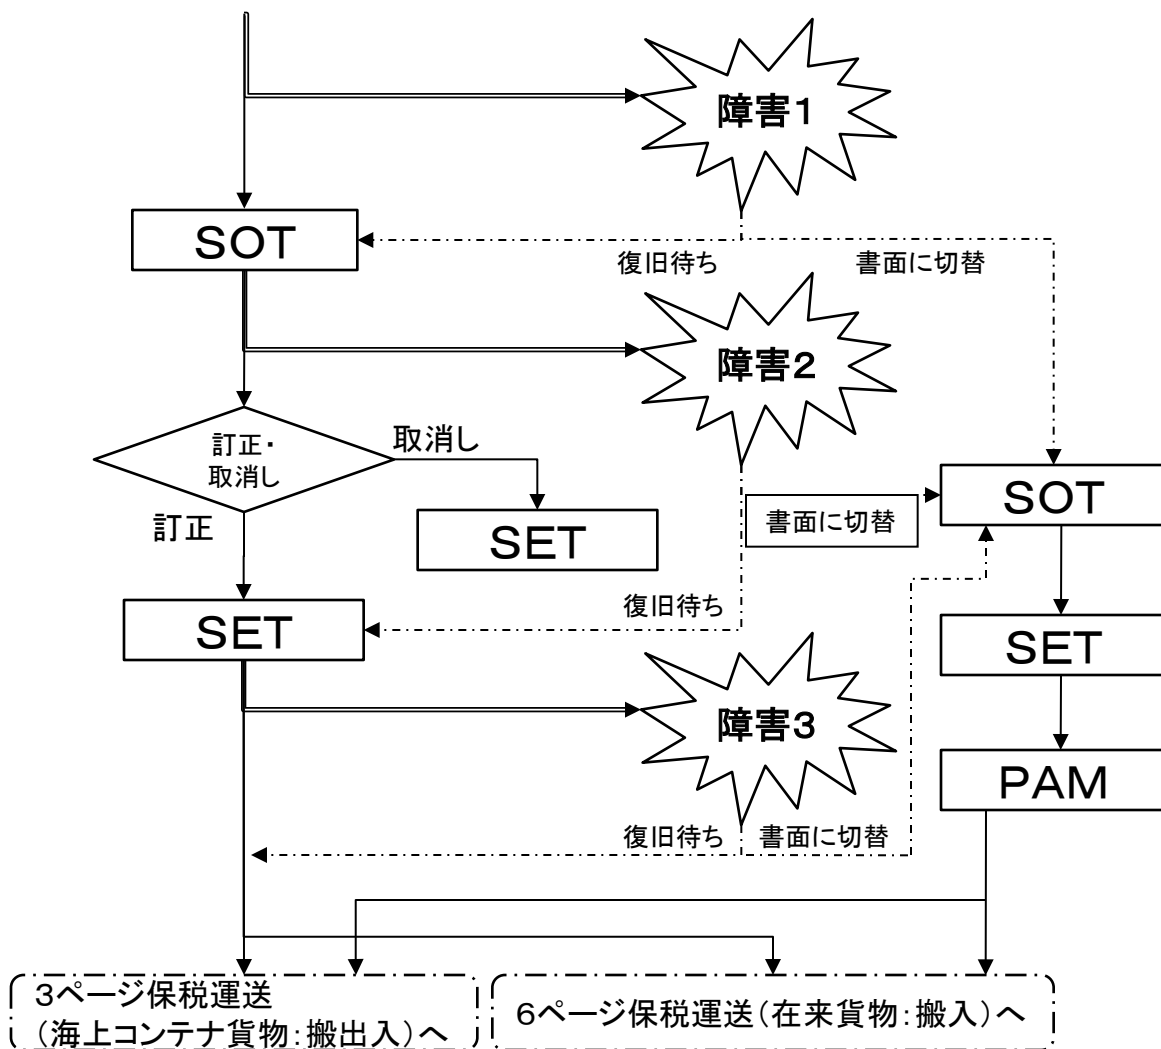 障害1
SOT
復旧待ち
書面に切替
障害2
訂正・
取消し
取消し
訂正
SET
書面に切替
SOT
SET
復旧待ち
SET
障害3
PAM
復旧待ち
書面に切替
3ページ保税運送
(海上コンテナ貨物:搬出入)へ
6ページ保税運送(在来貨物:搬入)へ